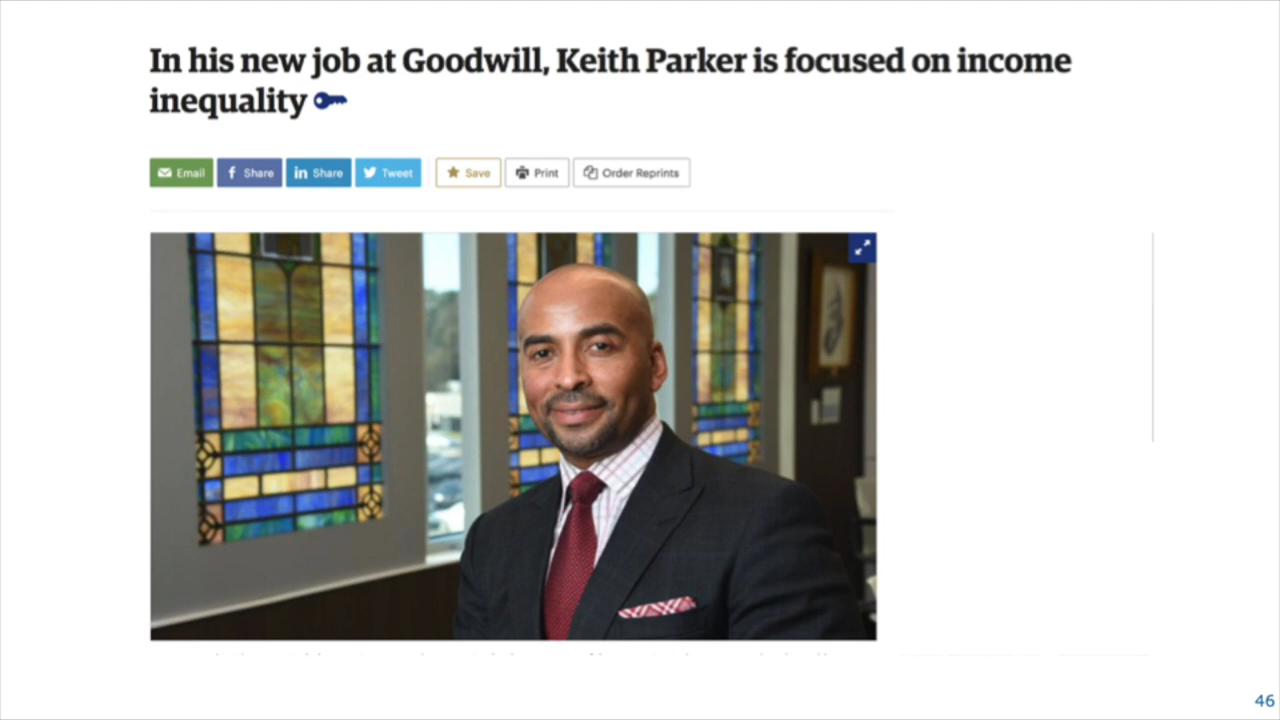 In his new job at Goodwill, Keith Parker is focused on income
inequality
Email
Share
Share
Tweet
Save
Print
Order Reprints
46